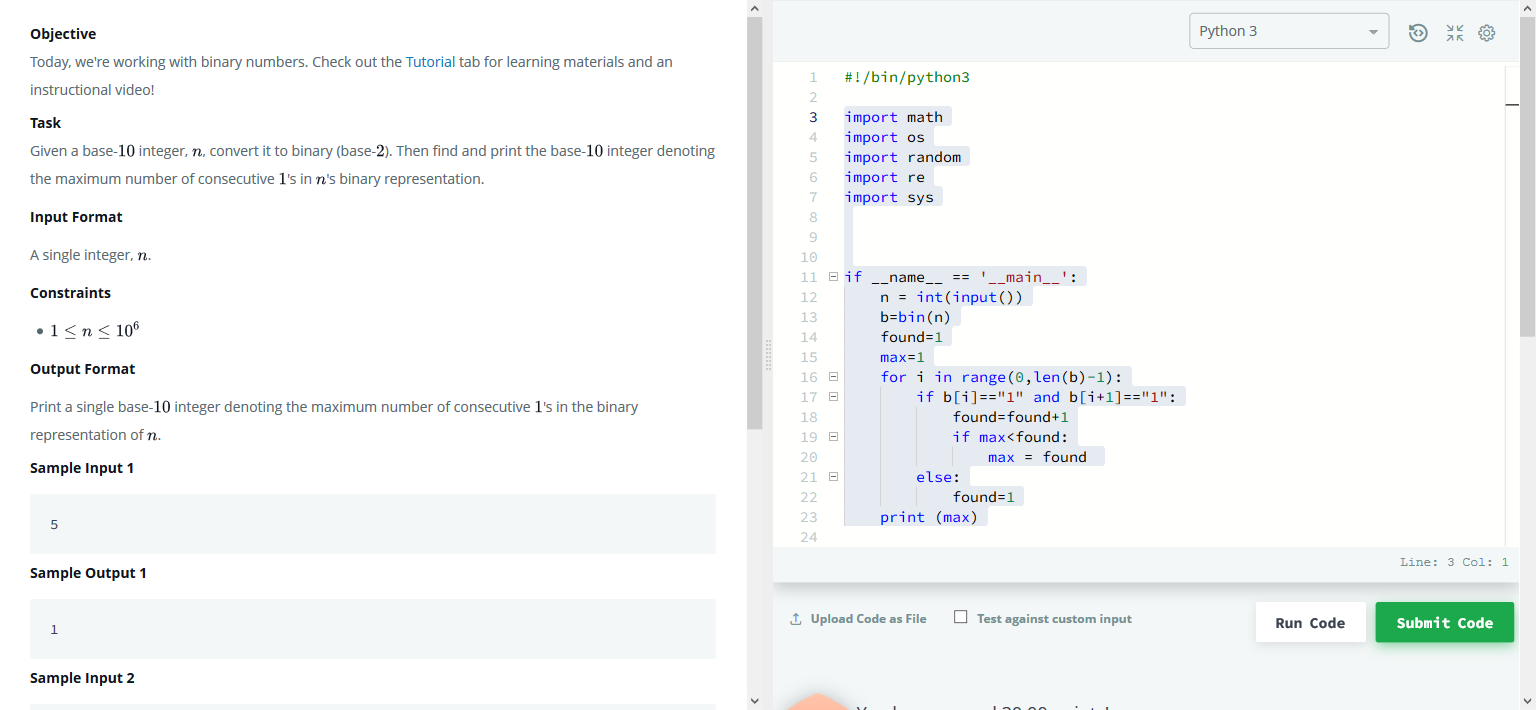 Objective
Today, we're working with binary numbers. Check out the Tutorial tab for learning materials and an
instructional video!
Task
Given a base-10 integer, n, convert it to binary (base-2). Then find and print the base-10 integer denoting
the maximum number of consecutive 1's in n's binary representation.
Input Format
A single integer, n.
Constraints
• 1 ≤ n ≤ 10⁶
Output Format
Print a single base-10 integer denoting the maximum number of consecutive 1's in the binary
representation of n.
Sample Input 1
5
Sample Output 1
1
Sample Input 2
Python 3
1 #!/bin/python3
2
3 import math
4 import os
5 import random
6 import re
7 import sys
8
9
10
11 if __name__ == '__main__':
12     n = int(input())
13     b=bin(n)
14     found=1
15     max=1
16     for i in range(0,len(b)-1):
17         if b[i]=="1" and b[i+1]=="1":
18             found=found+1
19             if max<found:
20                 max = found
21         else:
22             found=1
23     print (max)
24
Line: 3 Col: 1
Upload Code as File
Test against custom input
Run Code
Submit Code